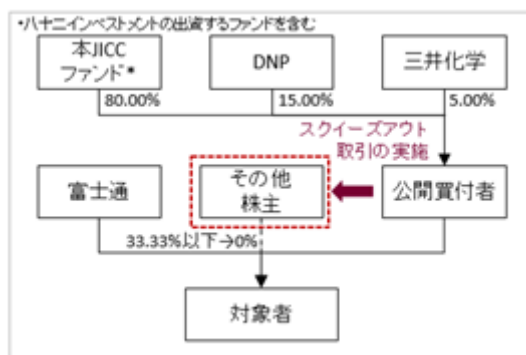 *八十二インベストメントの出資するファンドを含む
本JICC
ファンド*
DNP
三井化学
80.00%
15.00%
5.00%
スクイーズアウト
取引の実施
富士通
その他
株主
公開買付者
33.33%以下→0%
対象者